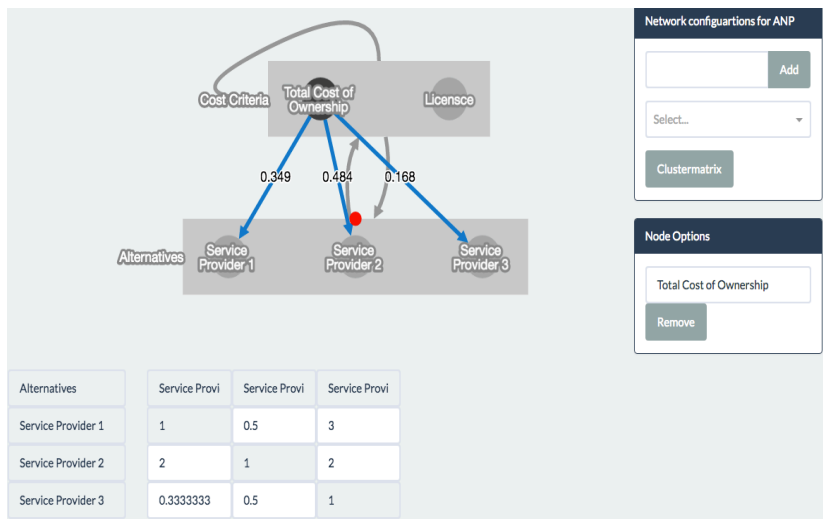 Network configuartions for ANP
Add
Select...
Clustermatrix
Cost Criteria
Total Cost of
Ownership
Licensce
0.349
0.484
0.168
Alternatives
Service
Provider 1
Service
Provider 2
Service
Provider 3
Node Options
Total Cost of Ownership
Remove
Alternatives Service Provi Service Provi Service Provi
Service Provider 1 1 0.5 3
Service Provider 2 2 1 2
Service Provider 3 0.3333333 0.5 1